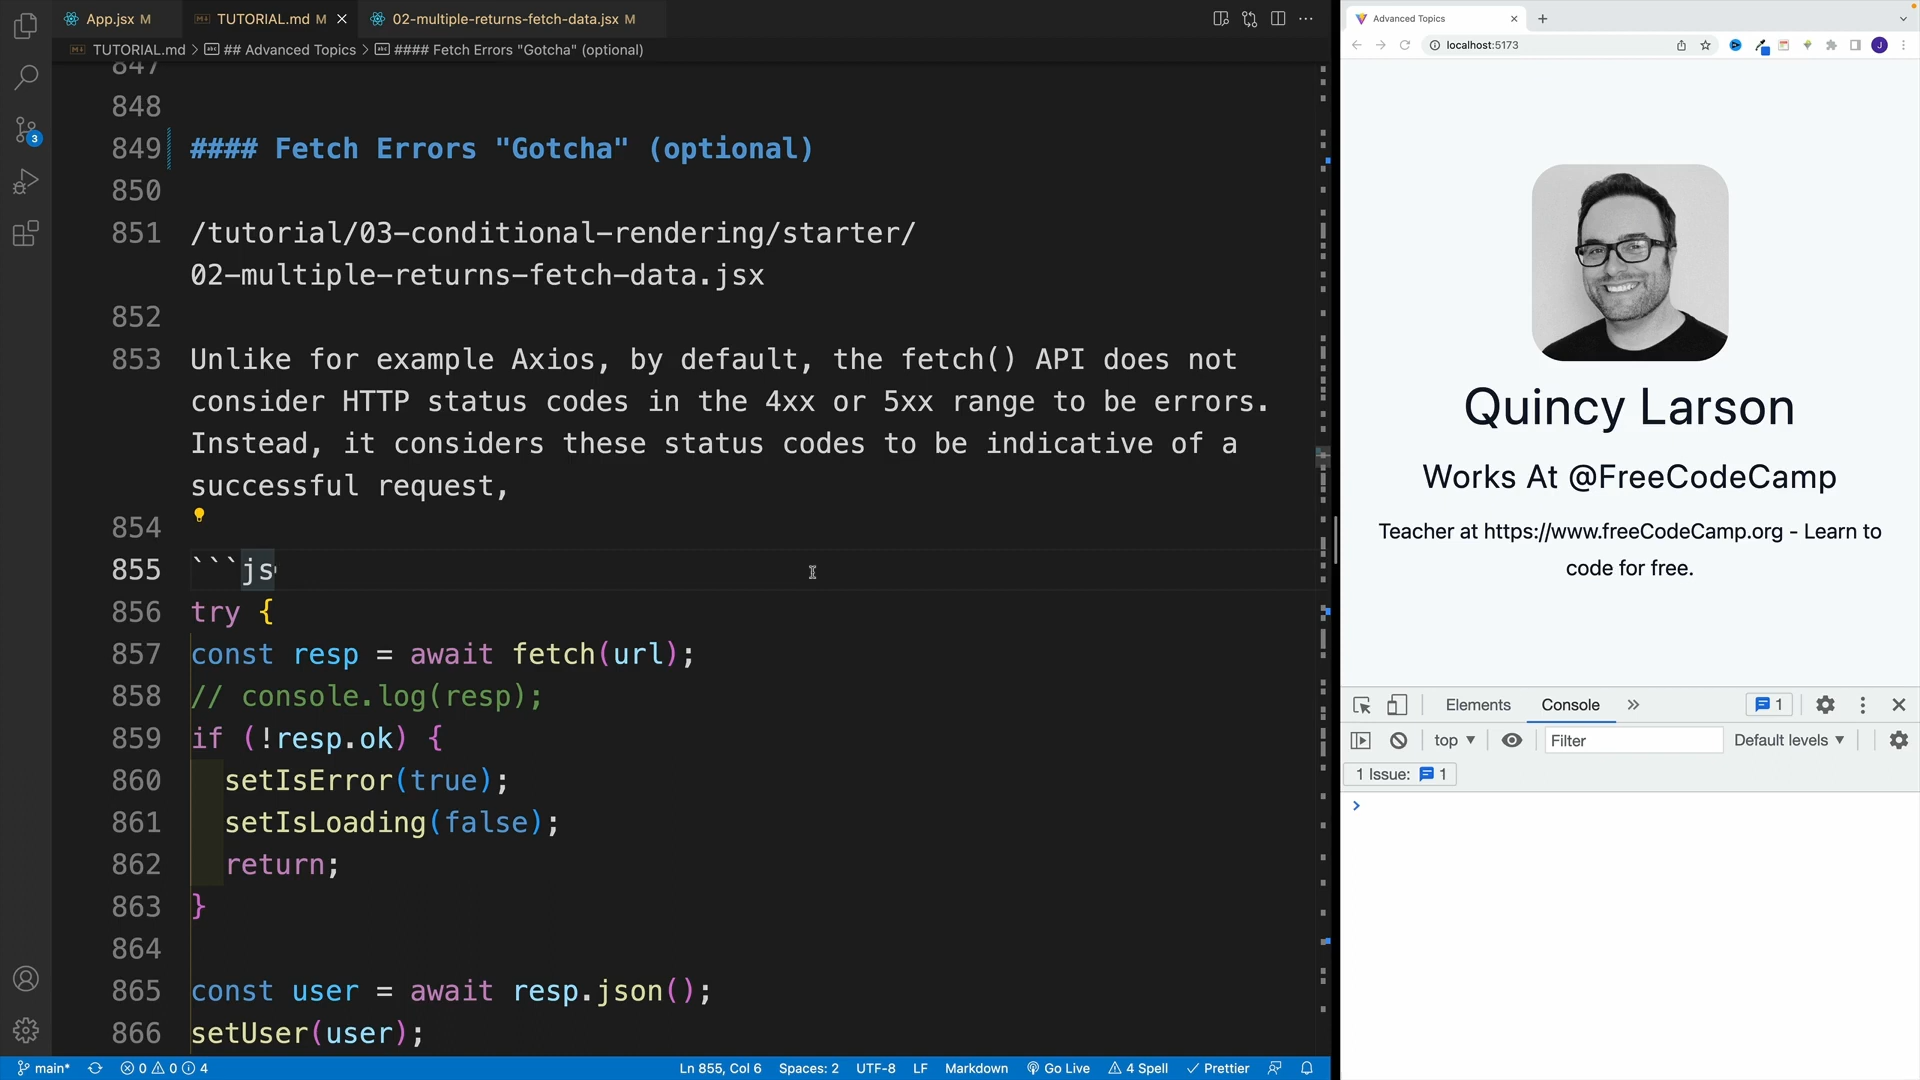 App.jsx M
TUTORIAL.md M
02-multiple-returns-fetch-data.jsx M
TUTORIAL.md > ## Advanced Topics > #### Fetch Errors "Gotcha" (optional)
847
848
849 #### Fetch Errors "Gotcha" (optional)
850
851 /tutorial/03-conditional-rendering/starter/
02-multiple-returns-fetch-data.jsx
852
853 Unlike for example Axios, by default, the fetch() API does not
consider HTTP status codes in the 4xx or 5xx range to be errors.
Instead, it considers these status codes to be indicative of a
successful request,
854
855 ```js
856 try {
857 const resp = await fetch(url);
858 // console.log(resp);
859 if (!resp.ok) {
860 setIsError(true);
861 setIsLoading(false);
862 return;
863 }
864
865 const user = await resp.json();
866 setUser(user);
3
main* 0 0 4
Ln 855, Col 6 Spaces: 2 UTF-8 LF Markdown Go Live 4 Spell Prettier
Advanced Topics
localhost:5173
J
Quincy Larson
Works At @FreeCodeCamp
Teacher at https://www.freeCodeCamp.org - Learn to
code for free.
Elements Console 1
top Filter Default levels
1 Issue: 1